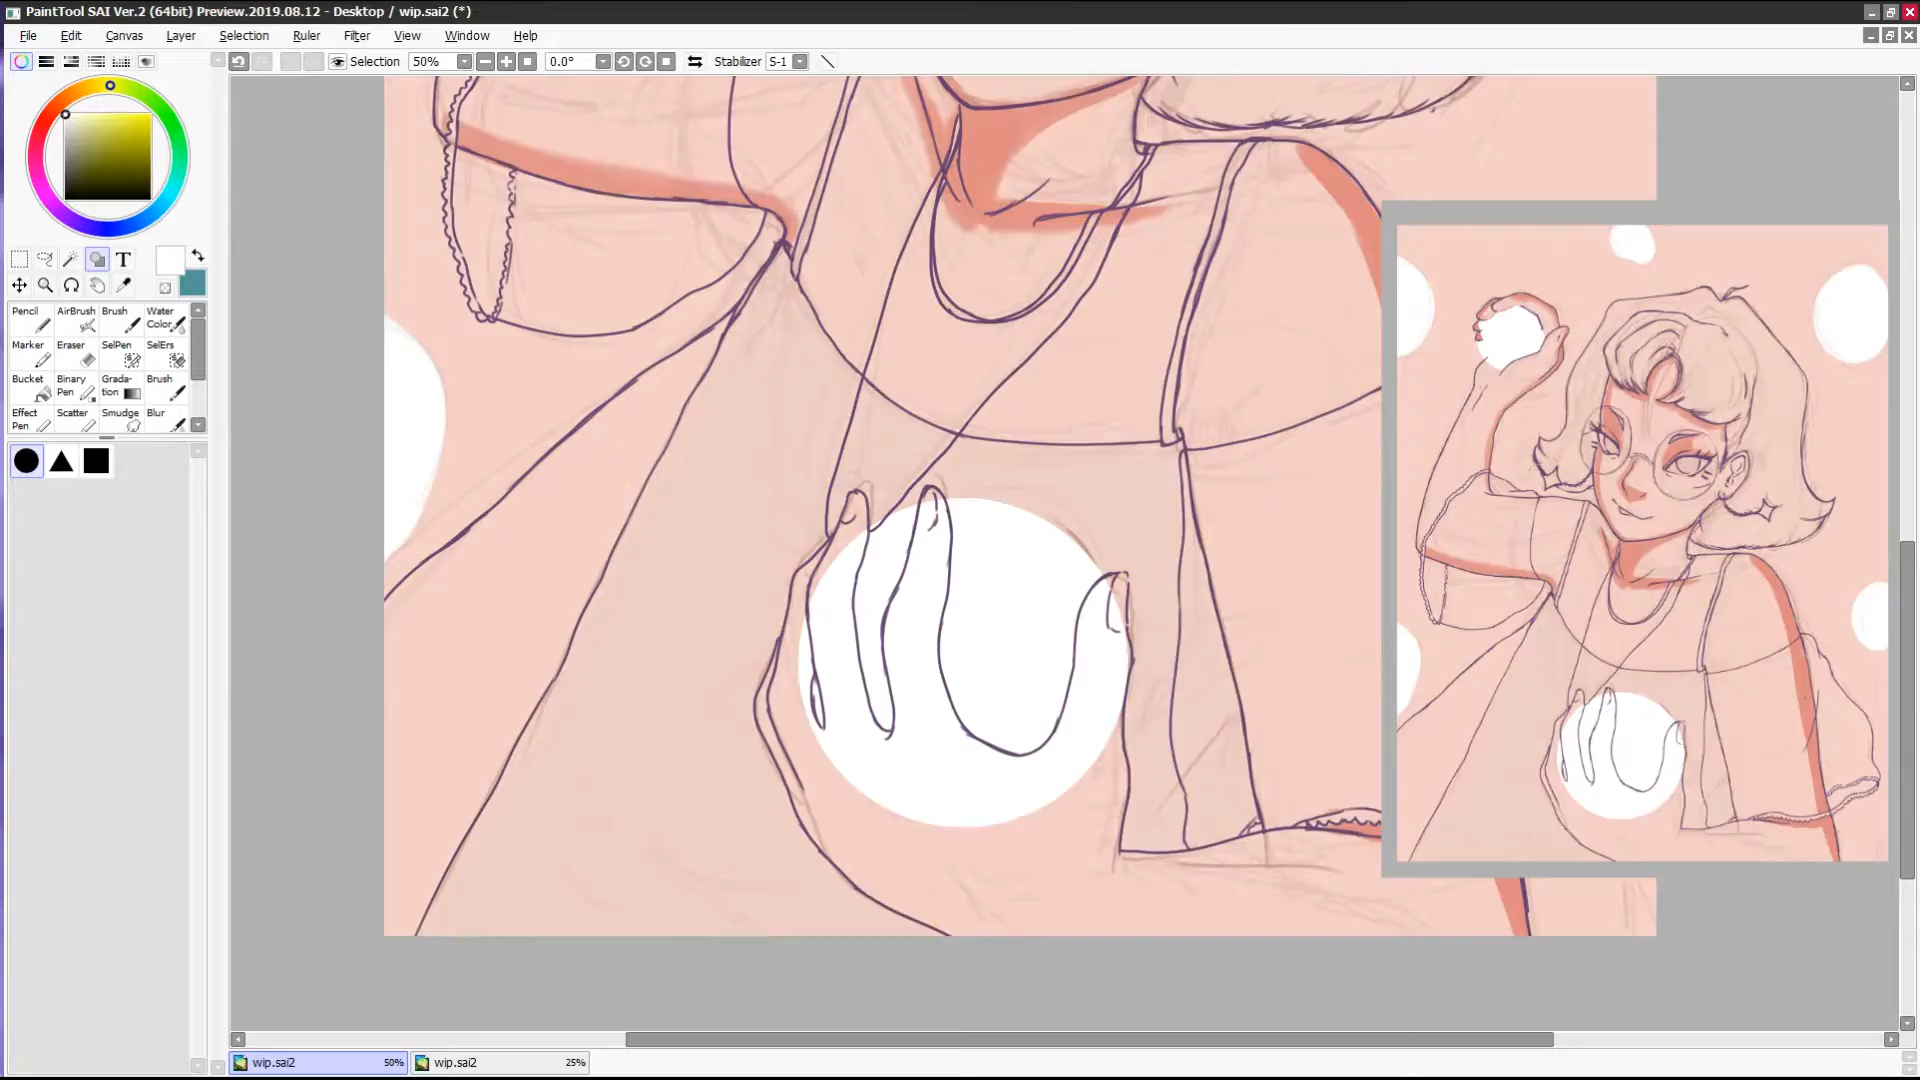 PaintTool SAI Ver.2 (64bit) Preview.2019.08.12 - Desktop / wip.sai2 (*)
File Edit Canvas Layer Selection Ruler Filter View Window Help
Selection 50% 0.0° Stabilizer S-1
T
Pencil AirBrush Brush Water Color
Marker Eraser SelPen SelErs
Bucket Binary Pen Grada-tion Brush
Effect Pen Scatter Smudge Blur
wip.sai2 50% wip.sai2 25%